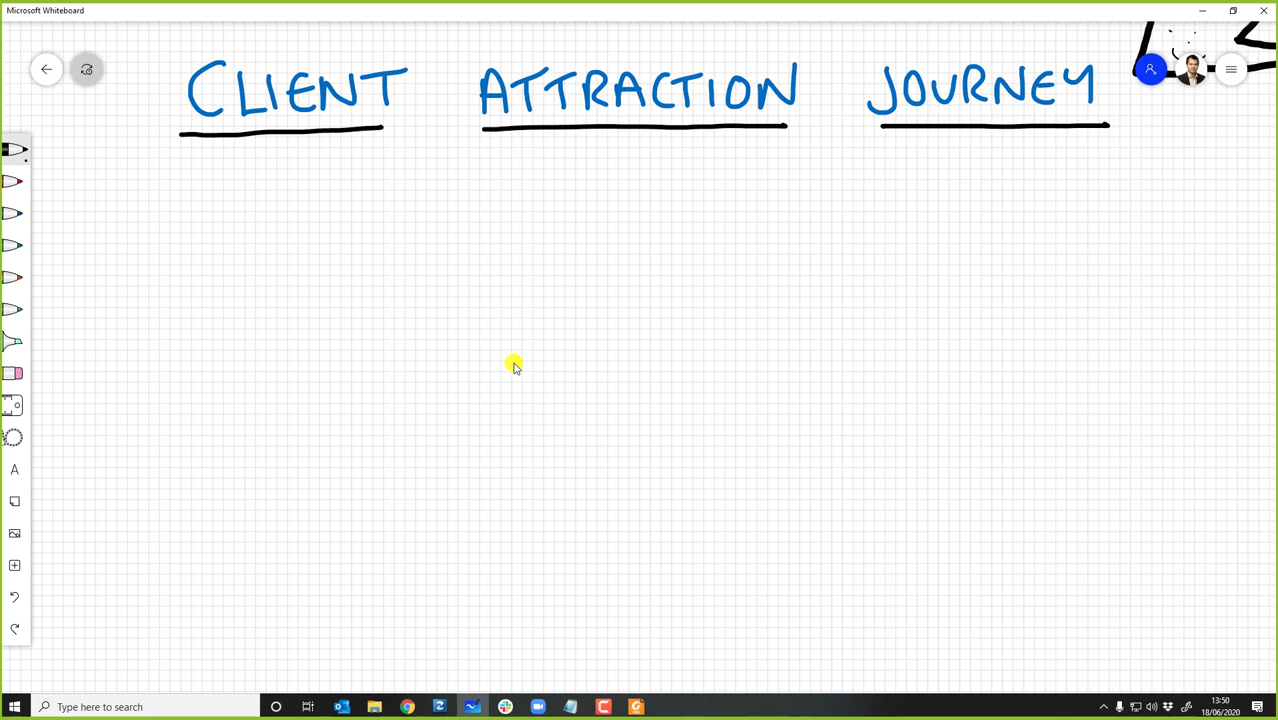 Microsoft Whiteboard
CLIENT ATTRACTION JOURNEY
A
Type here to search
13:50
18/06/2020